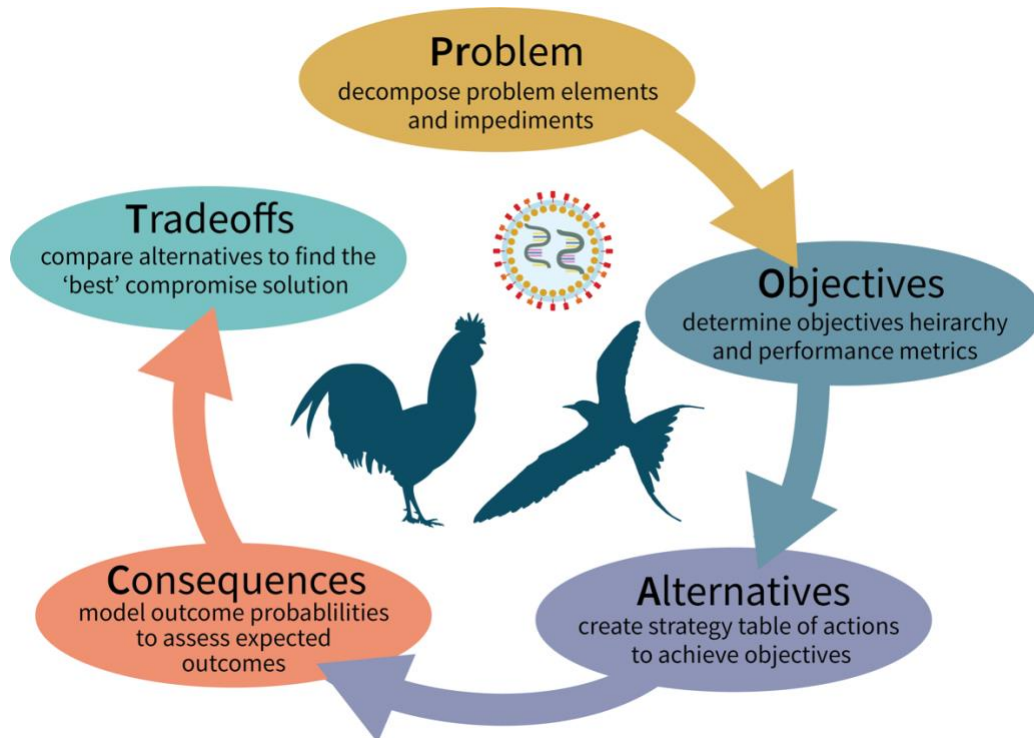 Problem
decompose problem elements
and impediments
Objectives
determine objectives heirarchy
and performance metrics
Alternatives
create strategy table of actions
to achieve objectives
Consequences
model outcome probablilities
to assess expected
outcomes
Tradeoffs
compare alternatives to find the
‘best’ compromise solution